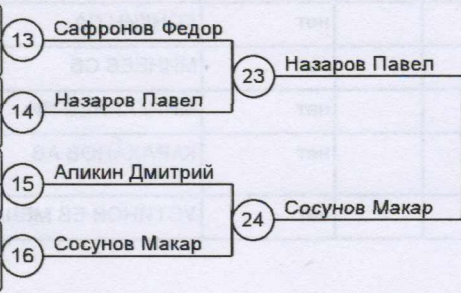 13 Сафронов Федор
23 Назаров Павел
14 Назаров Павел
15 Аликин Дмитрий
24 Сосунов Макар
16 Сосунов Макар